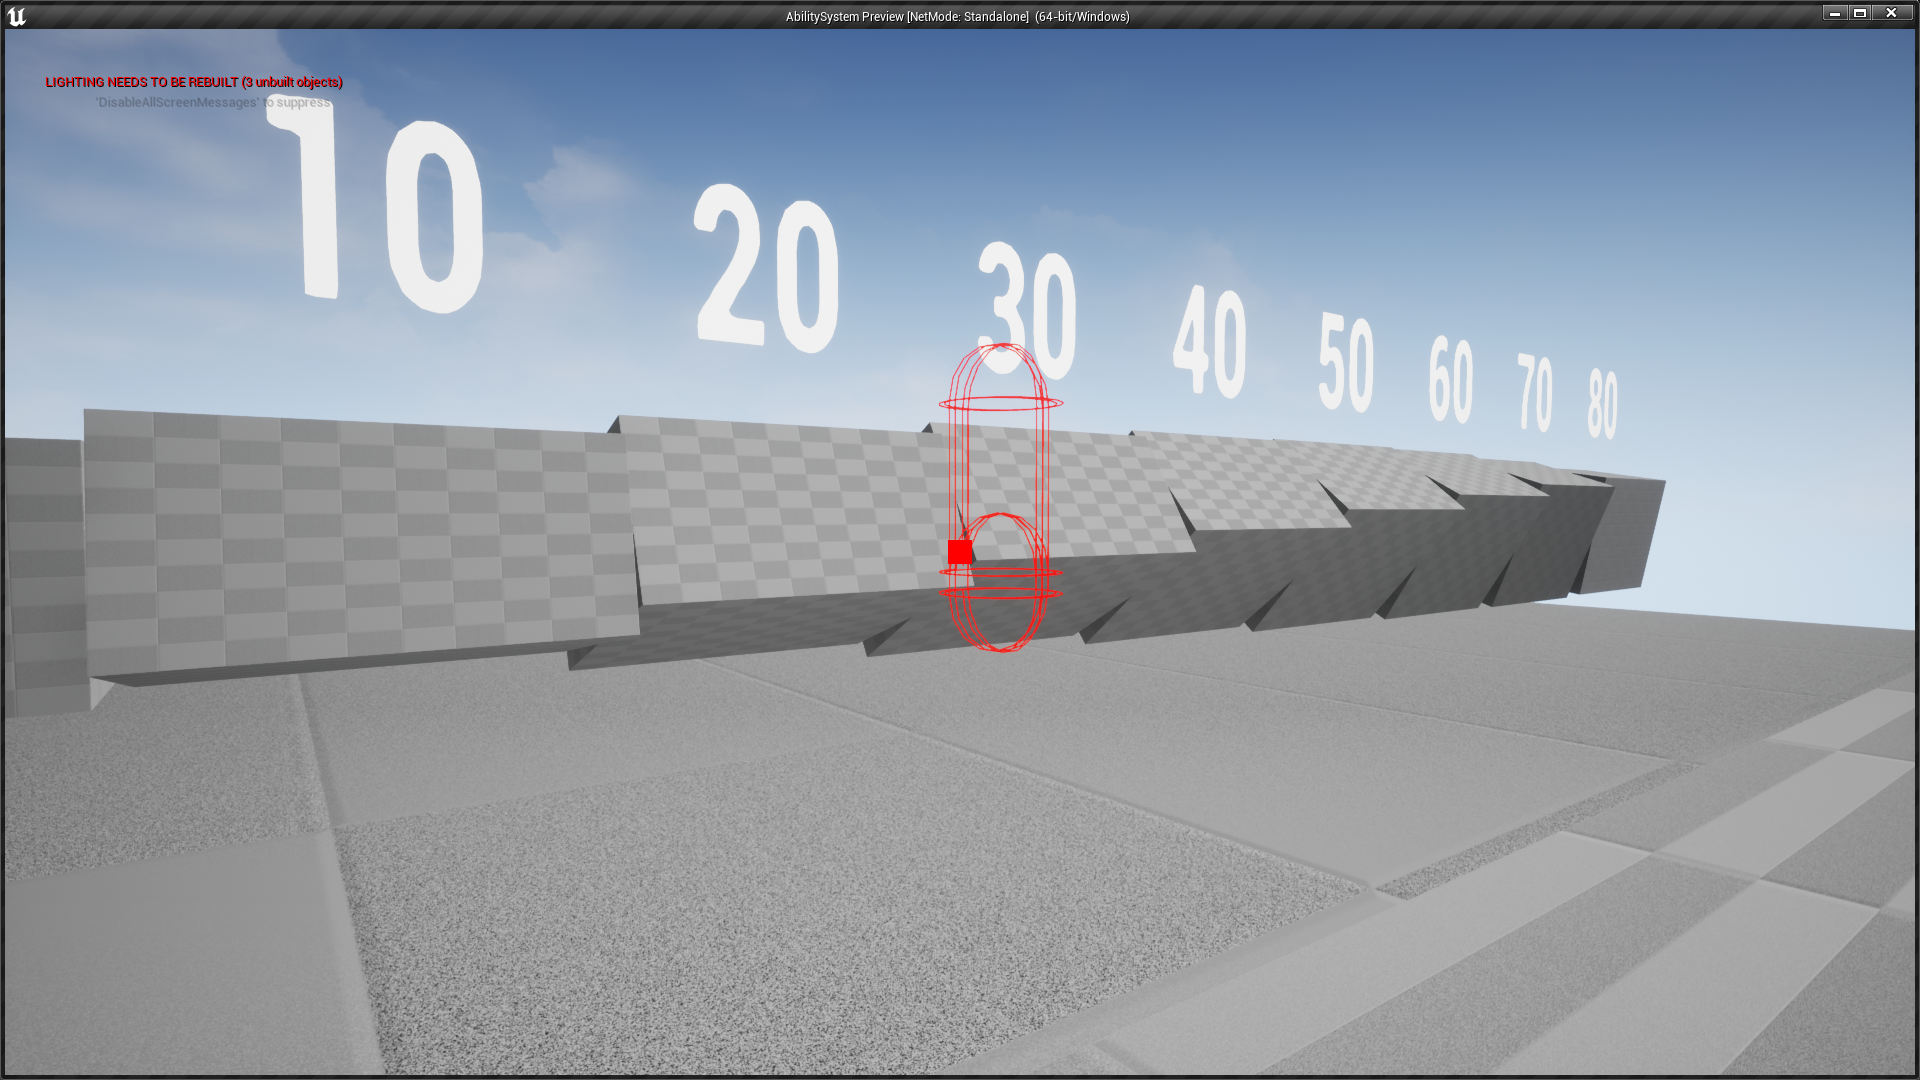 AbilitySystem Preview [NetMode: Standalone] (64-bit/Windows)
LIGHTING NEEDS TO BE REBUILT (3 unbuilt objects)
'DisableAllScreenMessages' to suppress
10 20 30 40 50 60 70 80